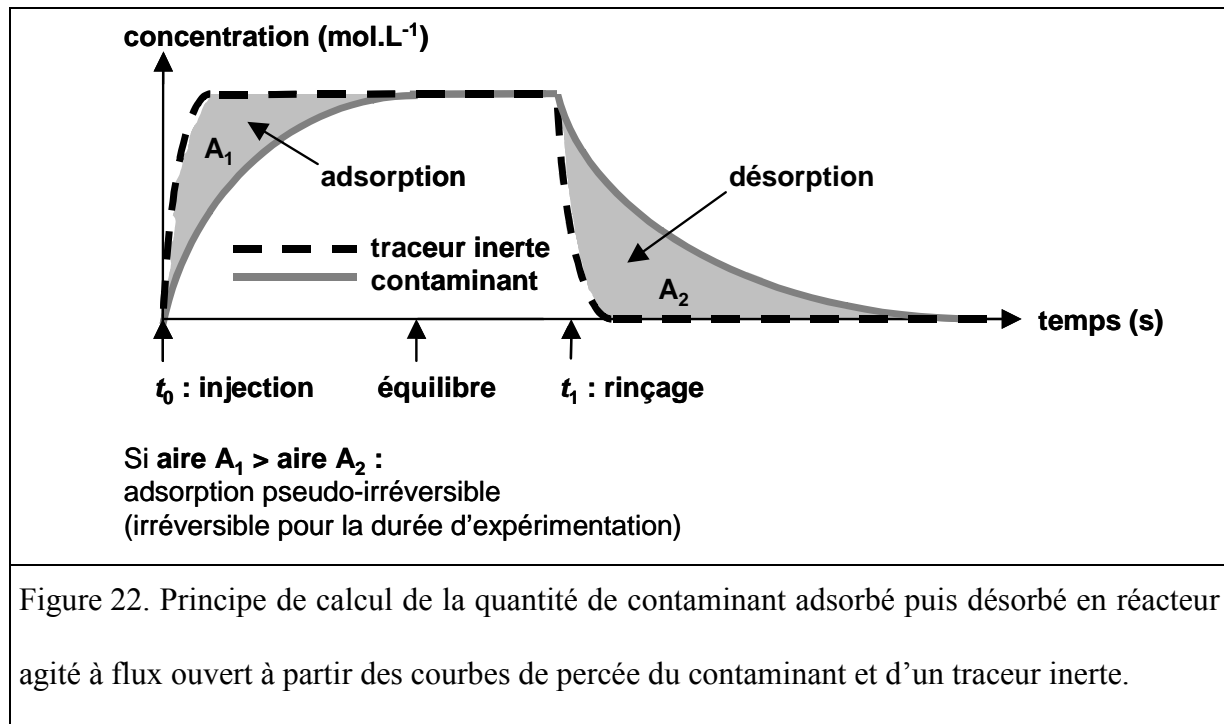 concentration (mol.L⁻¹)
A₁
adsorption
désorption
traceur inerte
contaminant
A₂
temps (s)
t₀ : injection
équilibre
t₁ : rinçage
Si aire A₁ > aire A₂ :
adsorption pseudo-irréversible
(irréversible pour la durée d’expérimentation)
Figure 22. Principe de calcul de la quantité de contaminant adsorbé puis désorbé en réacteur
agité à flux ouvert à partir des courbes de percée du contaminant et d’un traceur inerte.